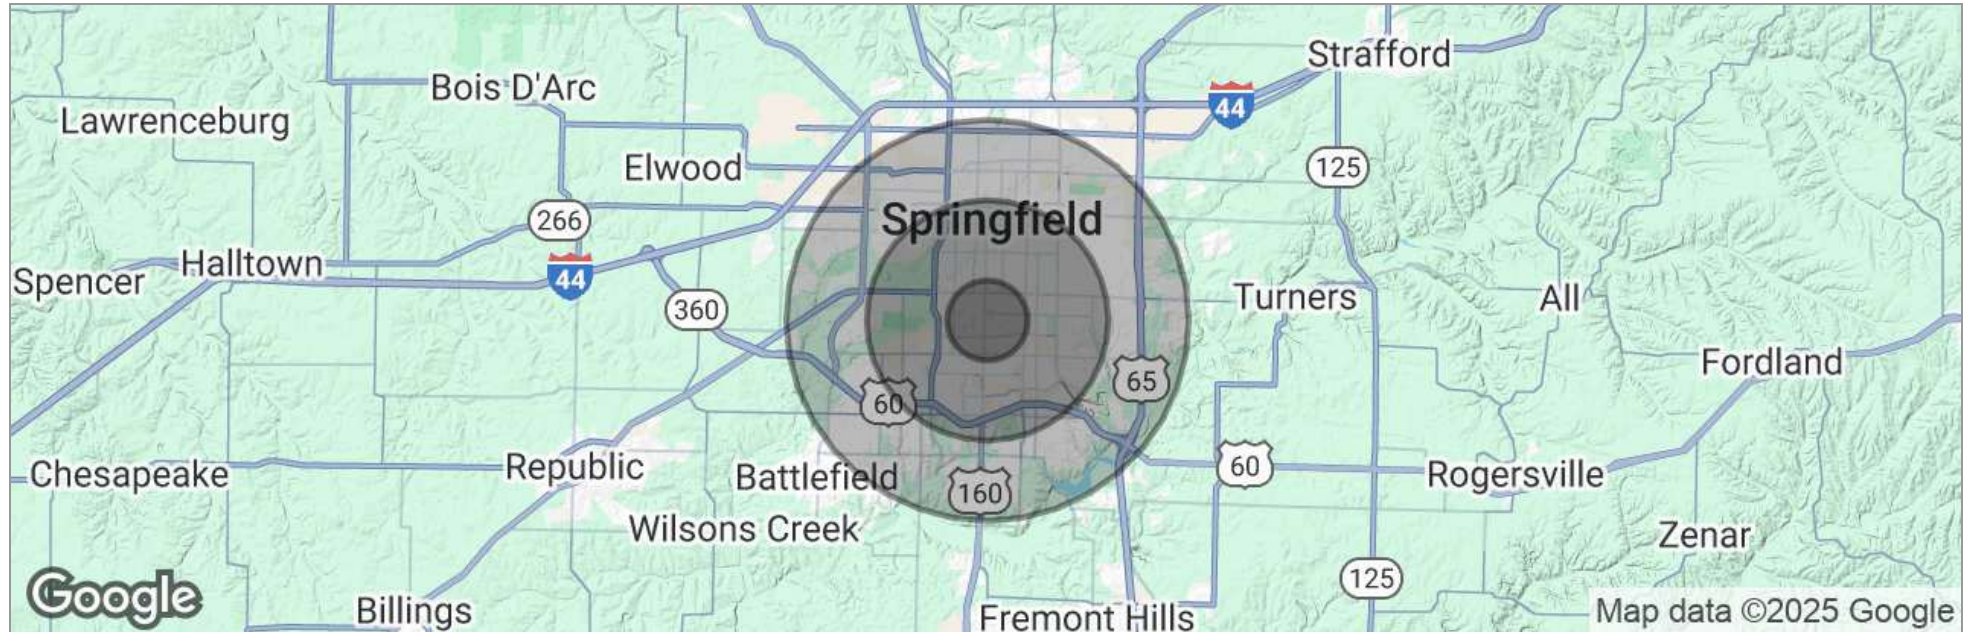 Strafford
Bois D'Arc
44
Lawrenceburg
Elwood
125
266
Springfield
Halltown
Spencer
44
360
Turners
All
Fordland
65
60
Chesapeake
Republic
Battlefield
160
60
Rogersville
Wilsons Creek
Zenar
125
Google
Billings
Fremont Hills
Map data ©2025 Google